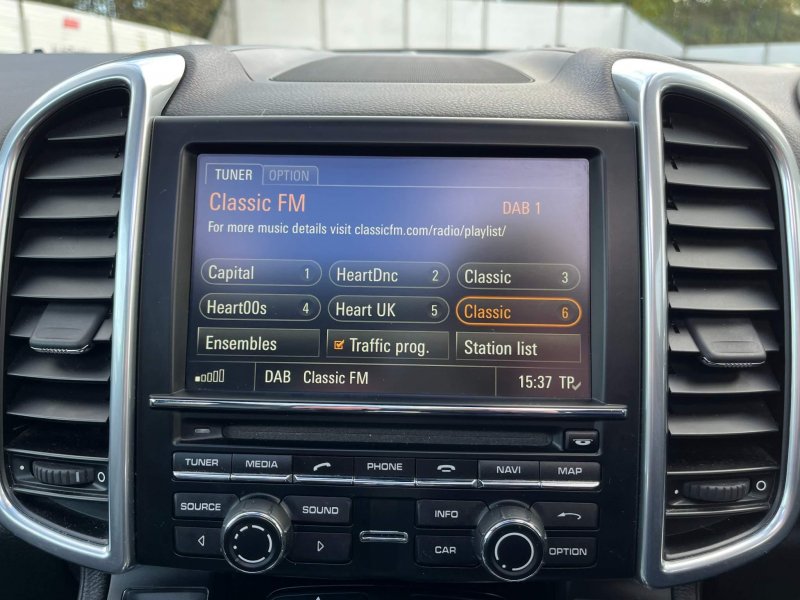 TUNER OPTION
Classic FM DAB 1
For more music details visit classicfm.com/radio/playlist/
Capital 1 HeartDnc 2 Classic 3
Heart00s 4 Heart UK 5 Classic 6
Ensembles Traffic prog. Station list
DAB Classic FM 15:37 TP
TUNER MEDIA PHONE NAVI MAP
SOURCE SOUND INFO
CAR OPTION